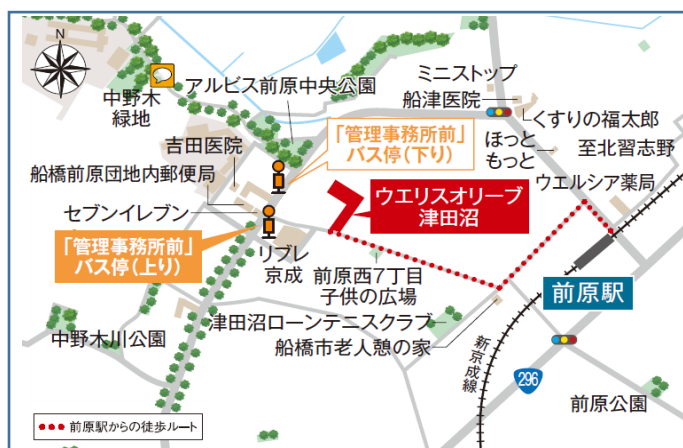 N
中野木
緑地
アルビス前原中央公園
ミニストップ
船津医院
くすりの福太郎
ほっと
もっと
至北習志野
ウエルシア薬局
「管理事務所前」
バス停(下り)
吉田医院
船橋前原団地内郵便局
セブンイレブン
「管理事務所前」
バス停(上り)
リブレ
京成
ウエリスオリーブ
津田沼
前原西7丁目
子供の広場
前原駅
津田沼ローンテニスクラブ
船橋市老人憩の家
中野木川公園
新京成線
296
前原公園
前原駅からの徒歩ルート